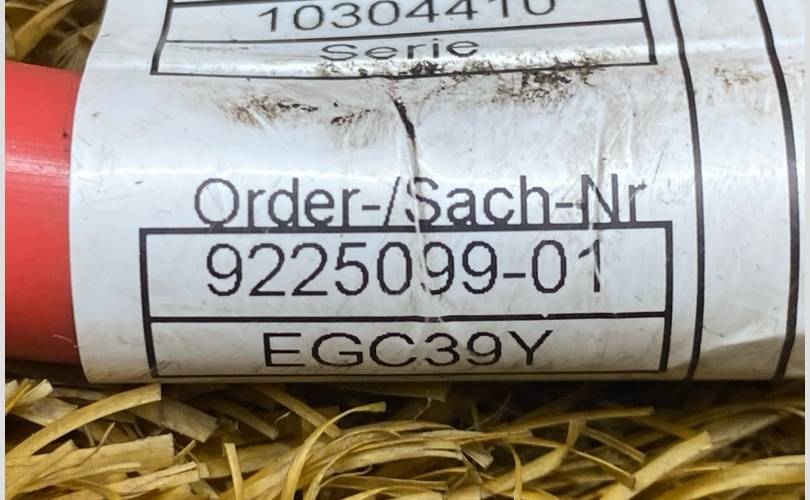 10304410
Serie
Order-/Sach-Nr
9225099-01
EGC39Y